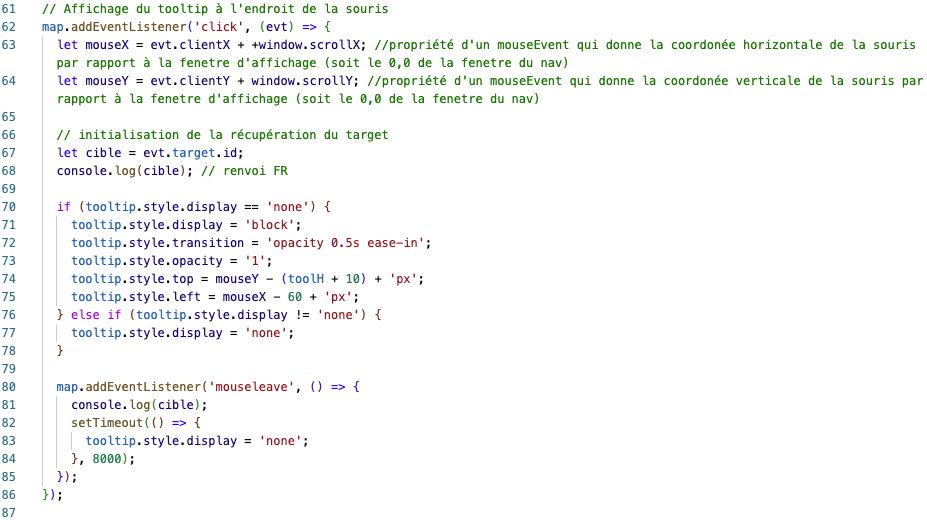 61 // Affichage du tooltip à l'endroit de la souris
62 map.addEventListener('click', (evt) => {
63 let mouseX = evt.clientX + +window.scrollX; //propriété d'un mouseEvent qui donne la coordonée horizontale de la souris
par rapport à la fenetre d'affichage (soit le 0,0 de la fenetre du nav)
64 let mouseY = evt.clientY + window.scrollY; //propriété d'un mouseEvent qui donne la coordonée verticale de la souris par
rapport à la fenetre d'affichage (soit le 0,0 de la fenetre du nav)
65
66 // initialisation de la récupération du target
67 let cible = evt.target.id;
68 console.log(cible); // renvoi FR
69
70 if (tooltip.style.display == 'none') {
71 tooltip.style.display = 'block';
72 tooltip.style.transition = 'opacity 0.5s ease-in';
73 tooltip.style.opacity = '1';
74 tooltip.style.top = mouseY - (toolH + 10) + 'px';
75 tooltip.style.left = mouseX - 60 + 'px';
76 } else if (tooltip.style.display != 'none') {
77 tooltip.style.display = 'none';
78 }
79
80 map.addEventListener('mouseleave', () => {
81 console.log(cible);
82 setTimeout(() => {
83 tooltip.style.display = 'none';
84 }, 8000);
85 });
86 });
87